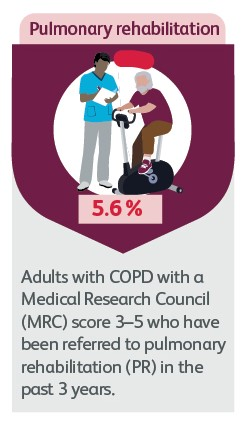 Pulmonary rehabilitation
5.6%
Adults with COPD with a
Medical Research Council
(MRC) score 3–5 who have
been referred to pulmonary
rehabilitation (PR) in the
past 3 years.